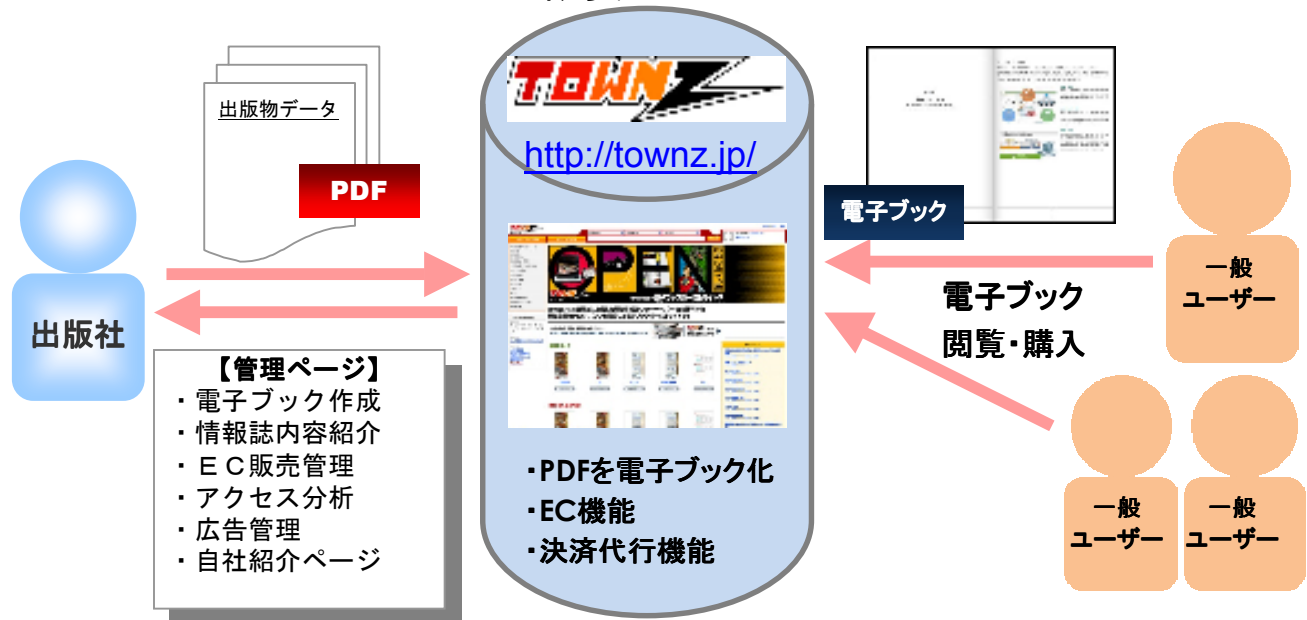 出版物データ
PDF
出版社
【管理ページ】
・電子ブック作成
・情報誌内容紹介
・ＥＣ販売管理
・アクセス分析
・広告管理
・自社紹介ページ
TOWNZ
http://townz.jp/
OPEN
・PDFを電子ブック化
・EC機能
・決済代行機能
電子ブック
電子ブック
閲覧・購入
一般
ユーザー
一般
ユーザー
一般
ユーザー